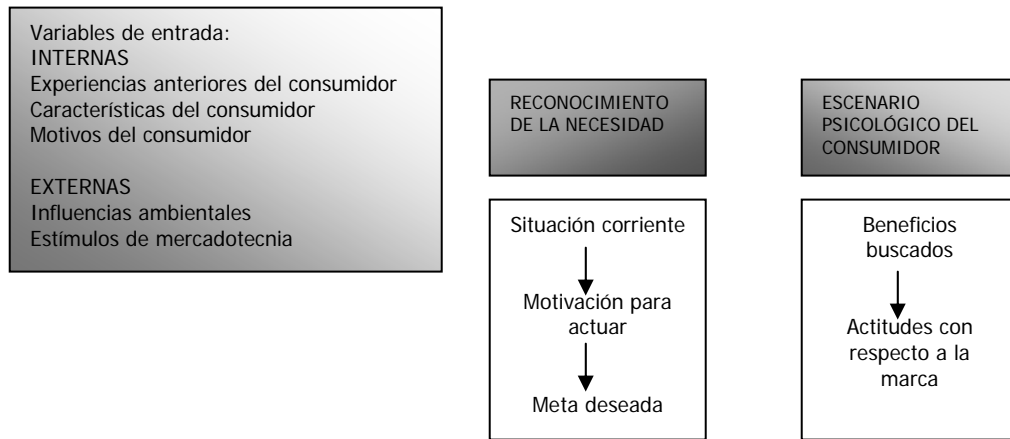 Variables de entrada:
INTERNAS
Experiencias anteriores del consumidor
Características del consumidor
Motivos del consumidor
EXTERNAS
Influencias ambientales
Estímulos de mercadotecnia
RECONOCIMIENTO
DE LA NECESIDAD
Situación corriente
Motivación para
actuar
Meta deseada
ESCENARIO
PSICOLÓGICO DEL
CONSUMIDOR
Beneficios
buscados
Actitudes con
respecto a la
marca